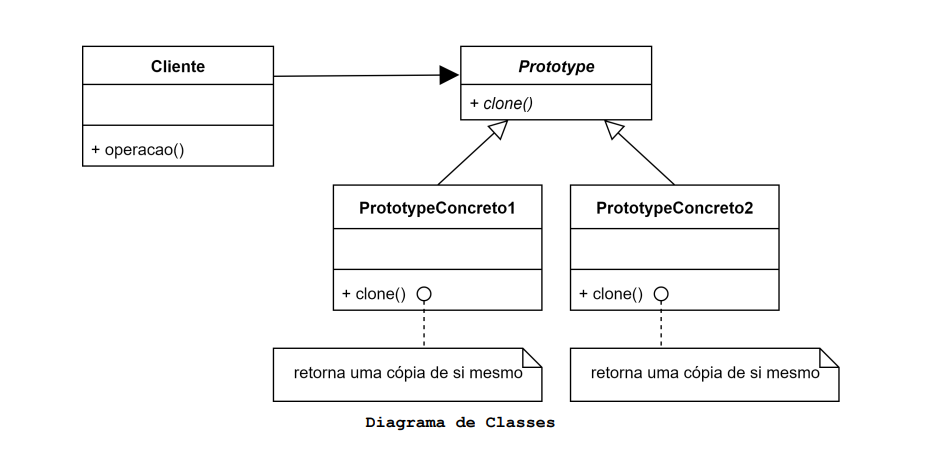 Cliente
Prototype
+ clone()
+ operacao()
PrototypeConcreto1
PrototypeConcreto2
+ clone()
+ clone()
retorna uma cópia de si mesmo
retorna uma cópia de si mesmo
Diagrama de Classes